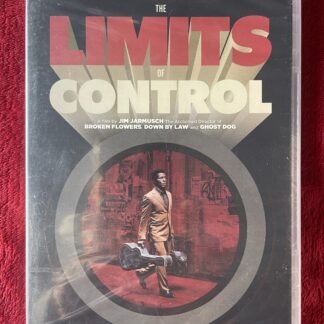 THE
LIMITS
OF
CONTROL
A film by JIM JARMUSCH The Acclaimed Director of
BROKEN FLOWERS, DOWN BY LAW and GHOST DOG